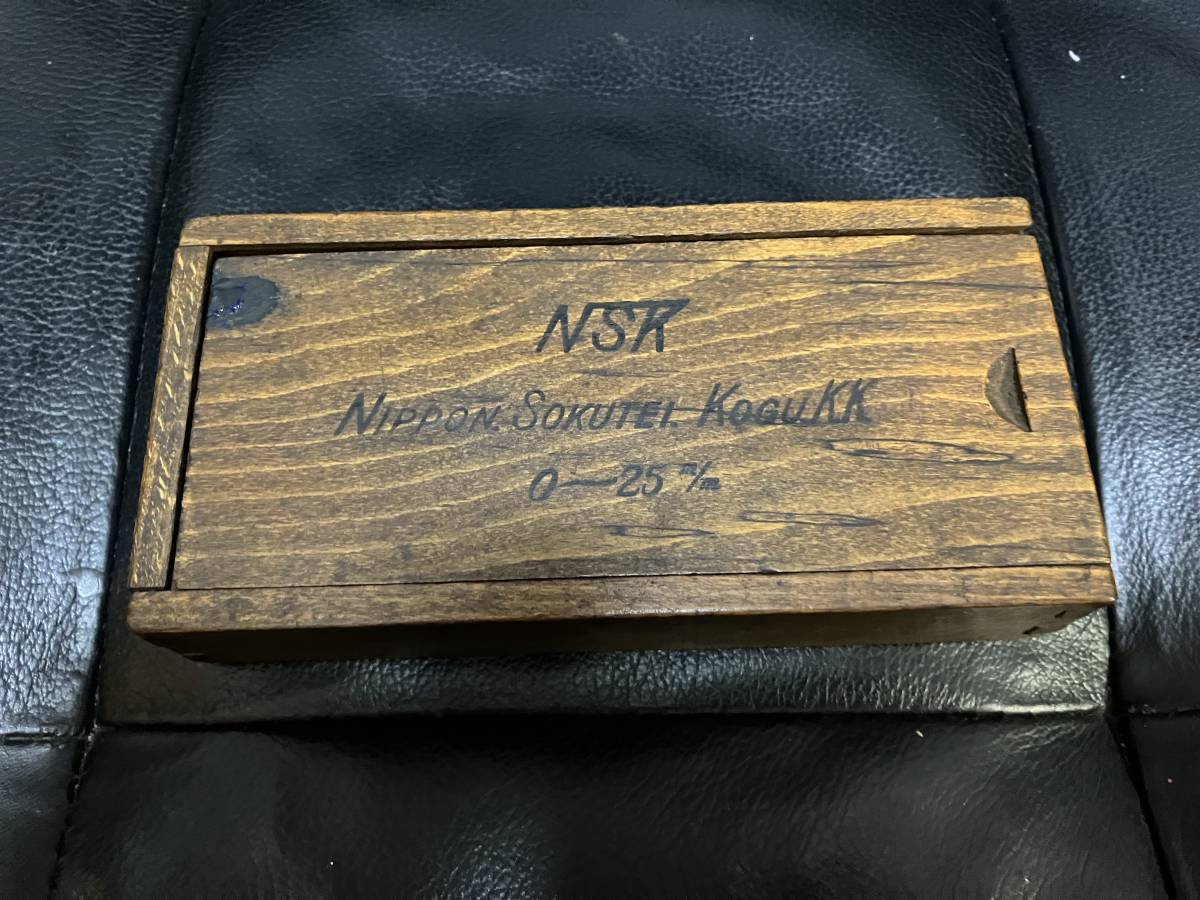 NSK
NIPPON. SOKUTEI. KOGU.KK
0—25 m/m